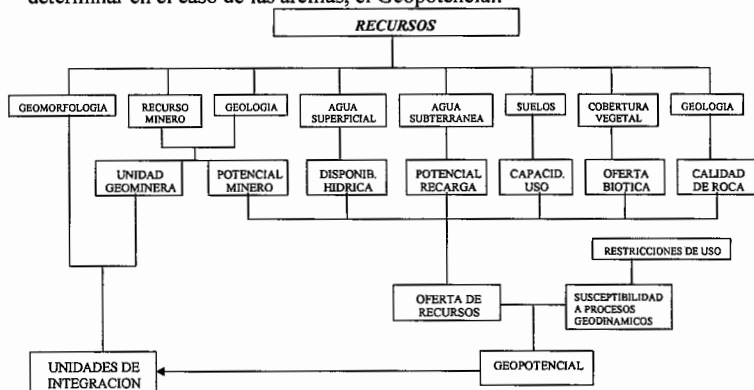 determinar en el caso de las arcillas, el Geopotencial.
RECURSOS
GEOMORFOLOGIA
RECURSO
MINERO
GEOLOGIA
AGUA
SUPERFICIAL
AGUA
SUBTERRANEA
SUELOS
COBERTURA
VEGETAL
GEOLOGIA
UNIDAD
GEOMINERA
POTENCIAL
MINERO
DISPONIB.
HIDRICA
POTENCIAL
RECARGA
CAPACID.
USO
OFERTA
BIOTICA
CALIDAD
DE ROCA
RESTRICCIONES DE USO
OFERTA DE
RECURSOS
SUSCEPTIBILIDAD
A PROCESOS
GEODINAMICOS
UNIDADES DE
INTEGRACION
GEOPOTENCIAL